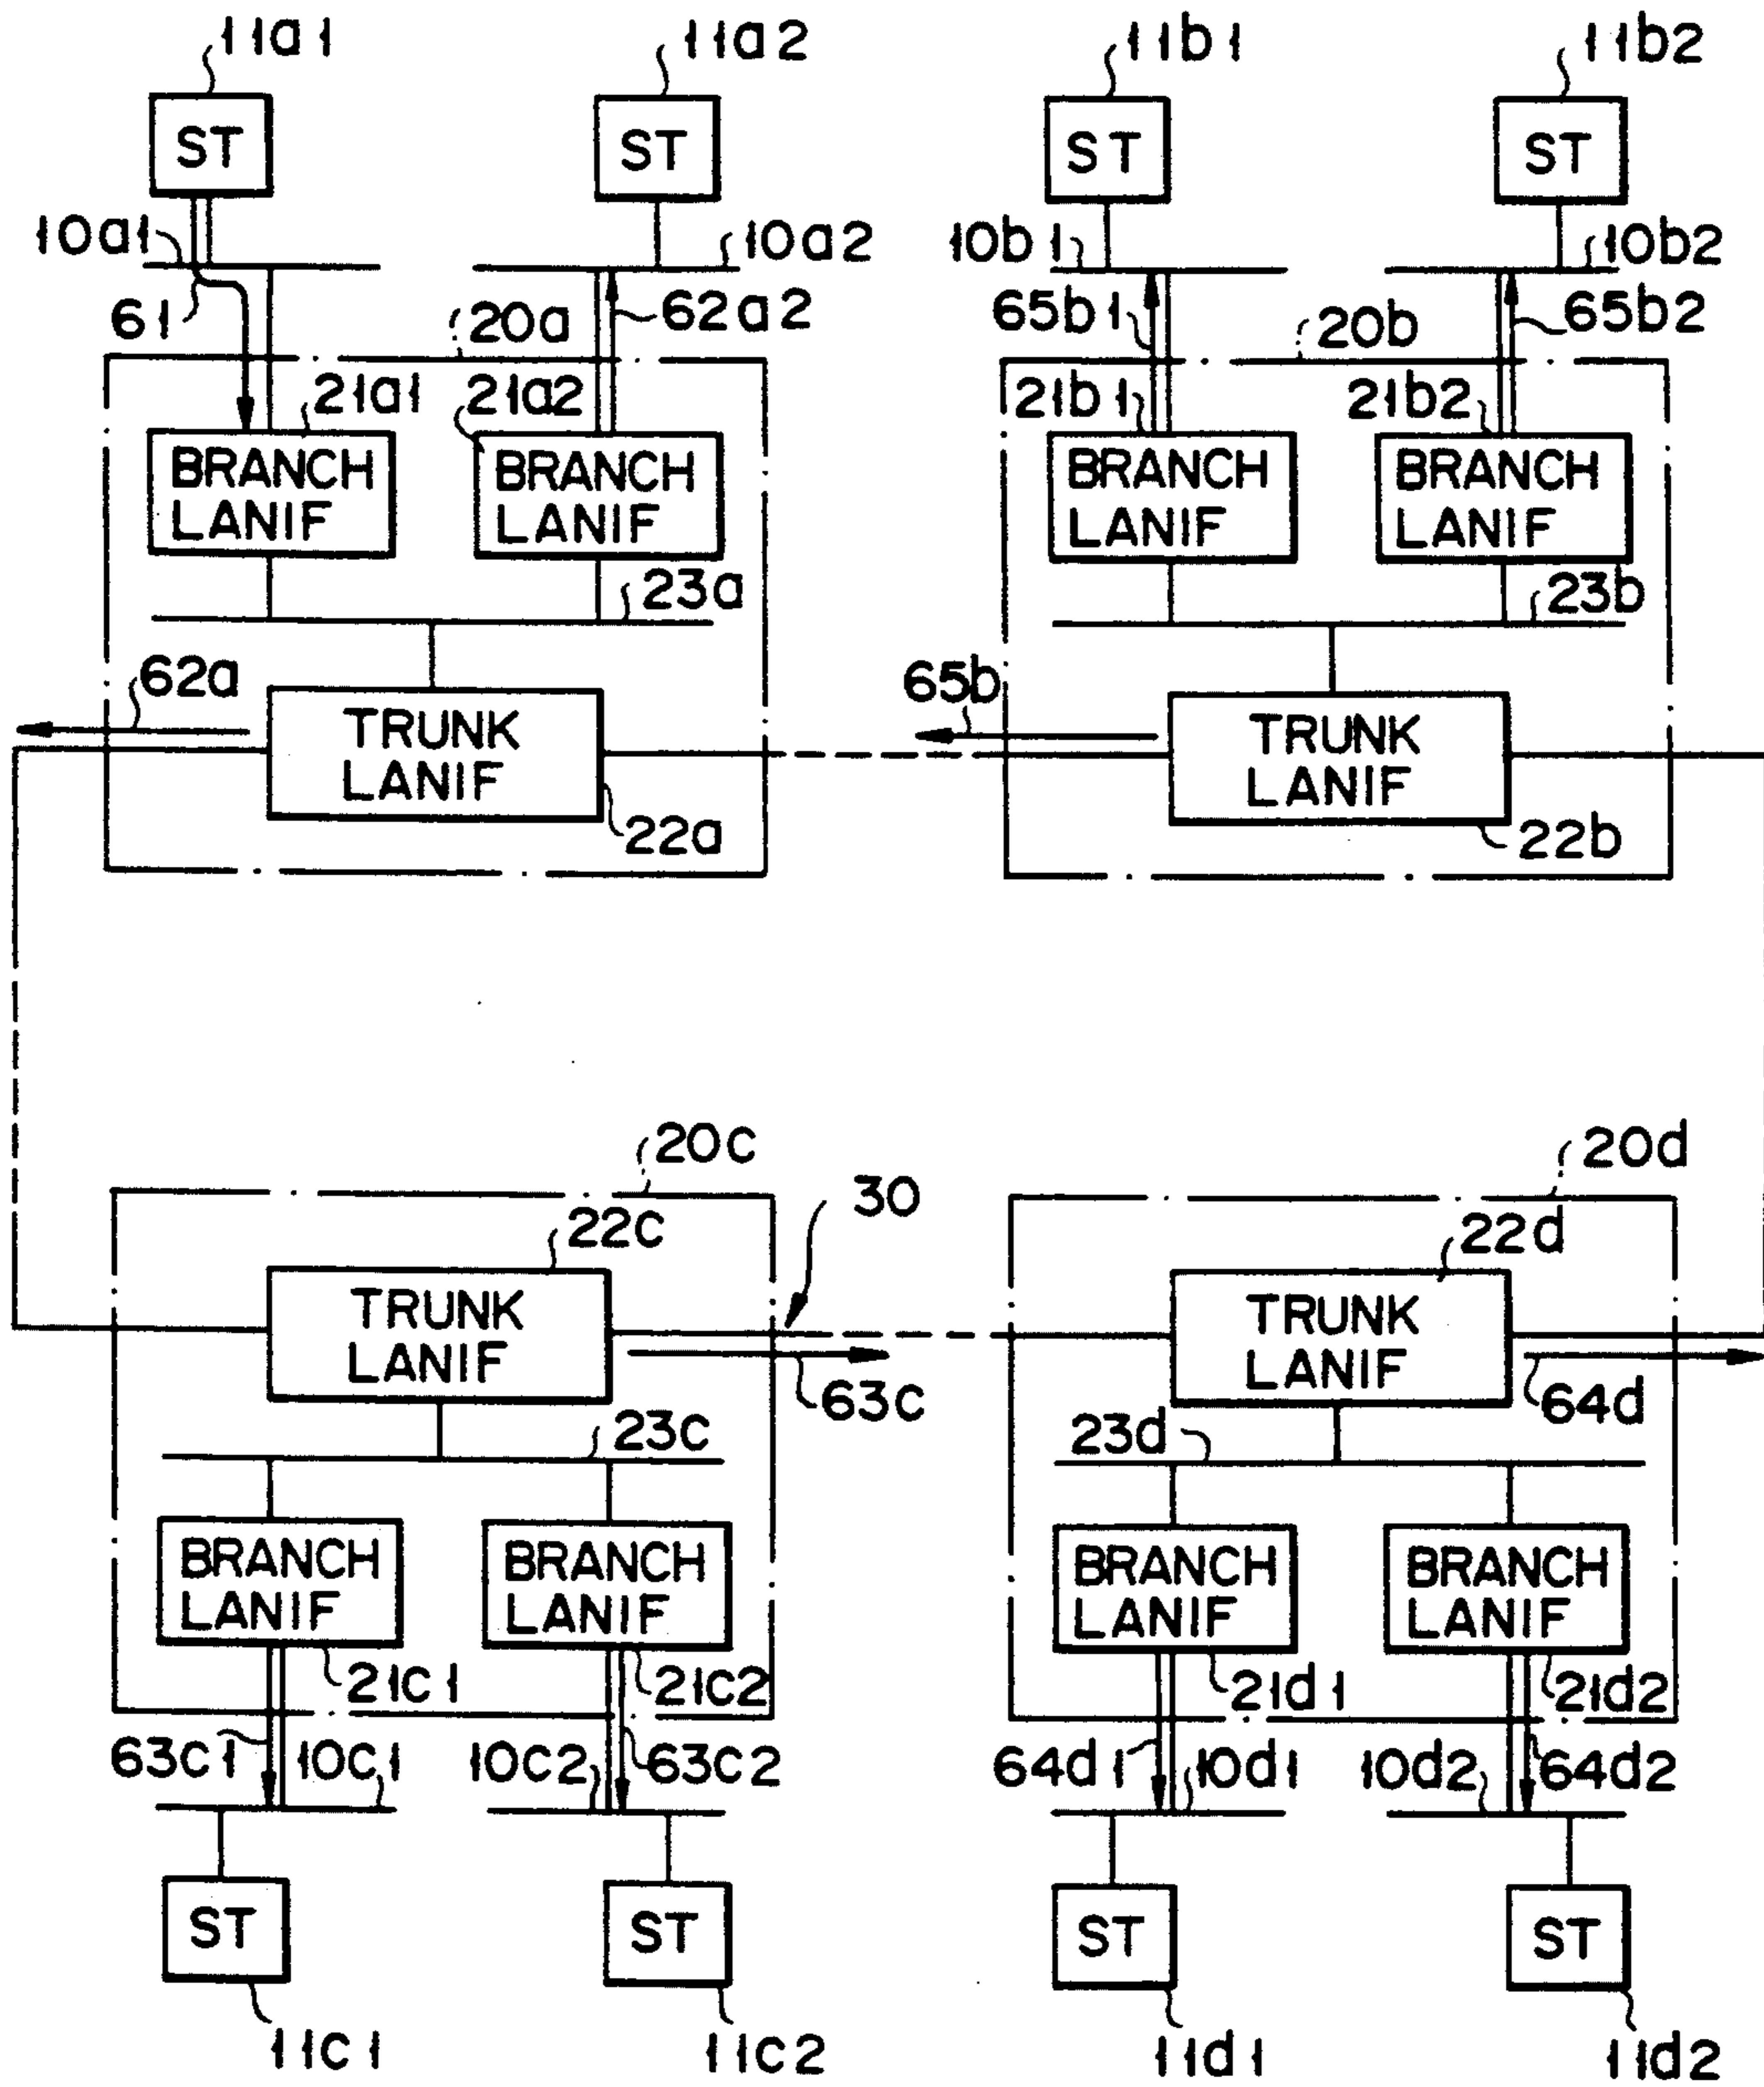 11a1
11a2
11b1
11b2
ST
ST
ST
ST
10a1
10a2
10b1
10b2
61
20a
62a2
65b1
20b
65b2
21a1
21a2
21b1
21b2
BRANCH
LANIF
BRANCH
LANIF
BRANCH
LANIF
BRANCH
LANIF
23a
23b
62a
65b
TRUNK
LANIF
TRUNK
LANIF
22a
22b
20c
20d
30
22c
22d
TRUNK
LANIF
TRUNK
LANIF
63c
64d
23c
23d
BRANCH
LANIF
BRANCH
LANIF
BRANCH
LANIF
BRANCH
LANIF
21c1
21c2
21d1
21d2
63c1
10c1
10c2
63c2
64d1
10d1
10d2
64d2
ST
ST
ST
ST
11c1
11c2
11d1
11d2